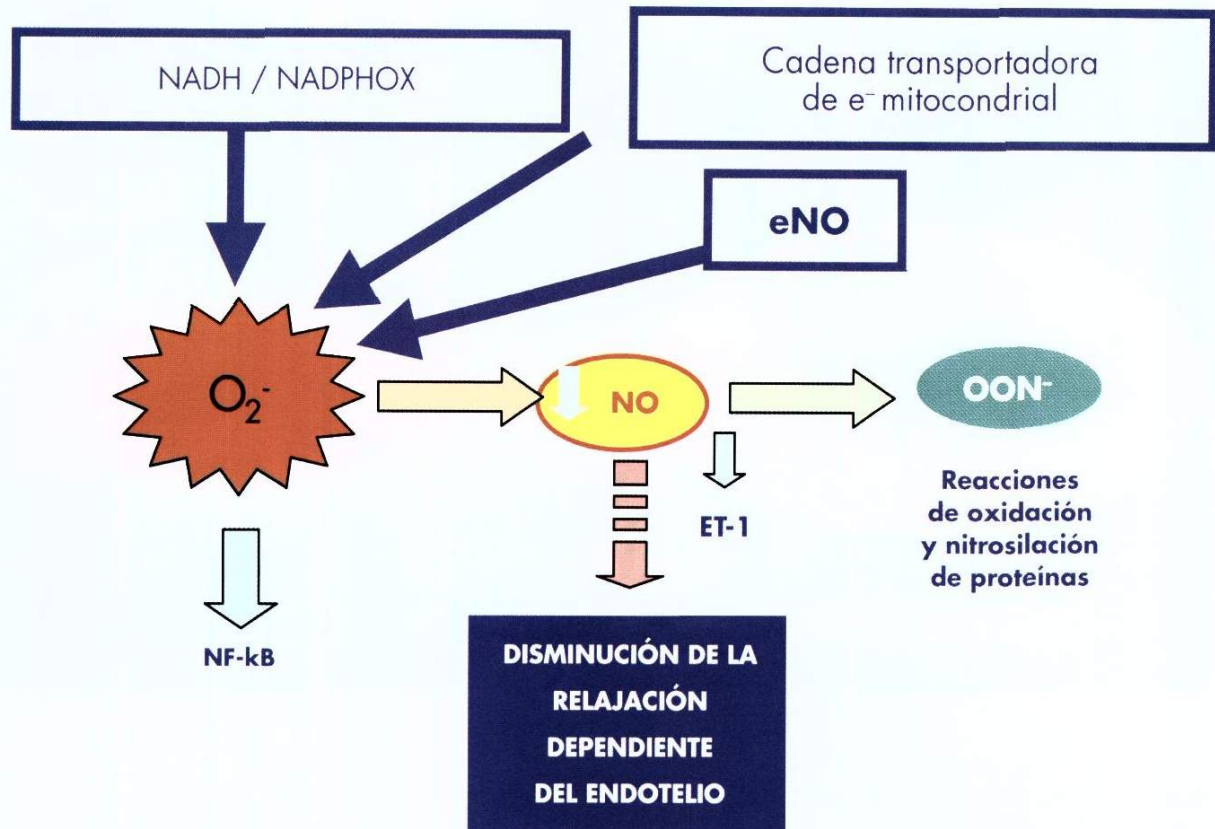 NADH / NADPHOX
Cadena transportadora
de e⁻ mitocondrial
eNO
O₂⁻
NO
OON⁻
ET-1
Reacciones
de oxidación
y nitrosilación
de proteínas
NF-kB
DISMINUCIÓN DE LA
RELAJACIÓN
DEPENDIENTE
DEL ENDOTELIO